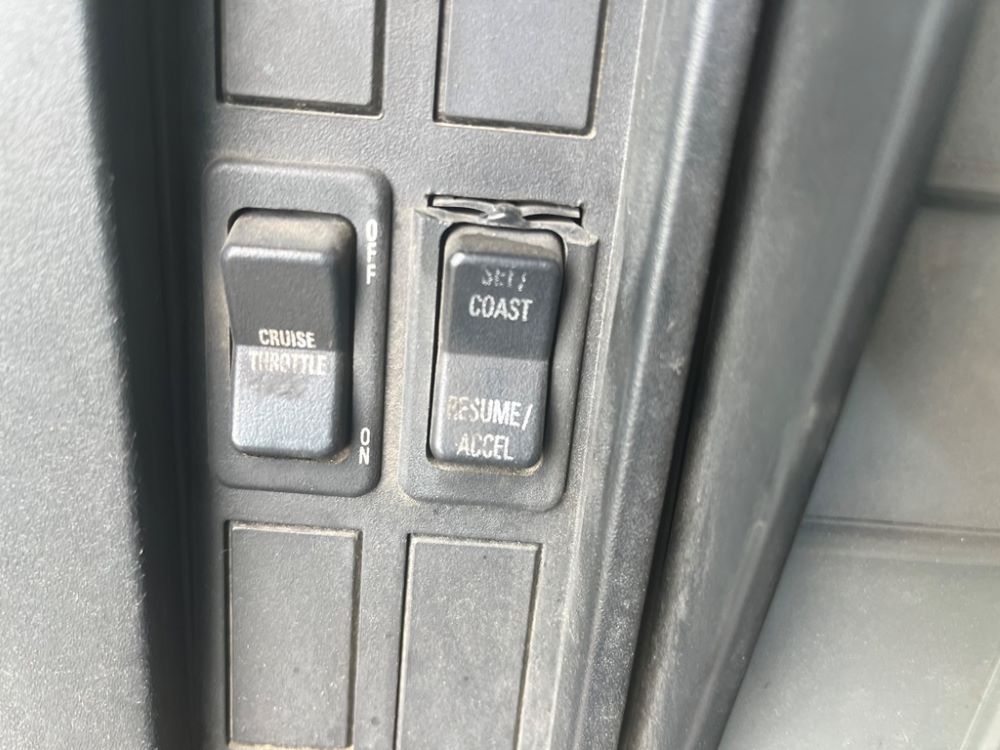 OFF
CRUISE
THROTTLE
ON
SET/
COAST
RESUME/
ACCEL